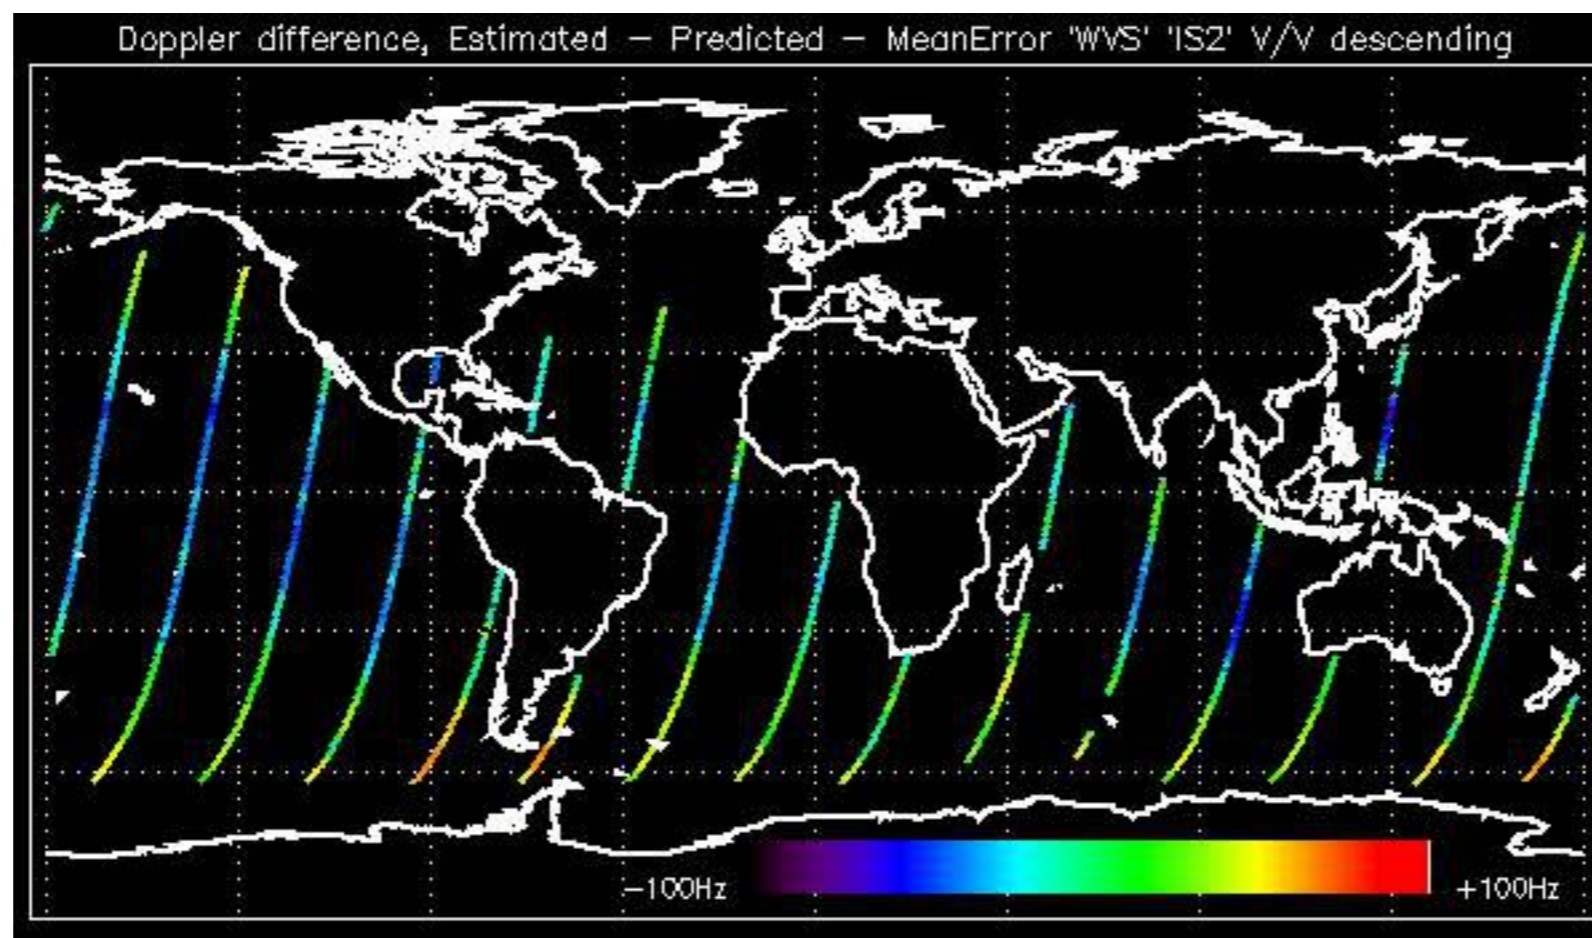 Doppler difference, Estimated – Predicted – MeanError 'WVS' 'IS2' V/V descending
–100Hz +100Hz